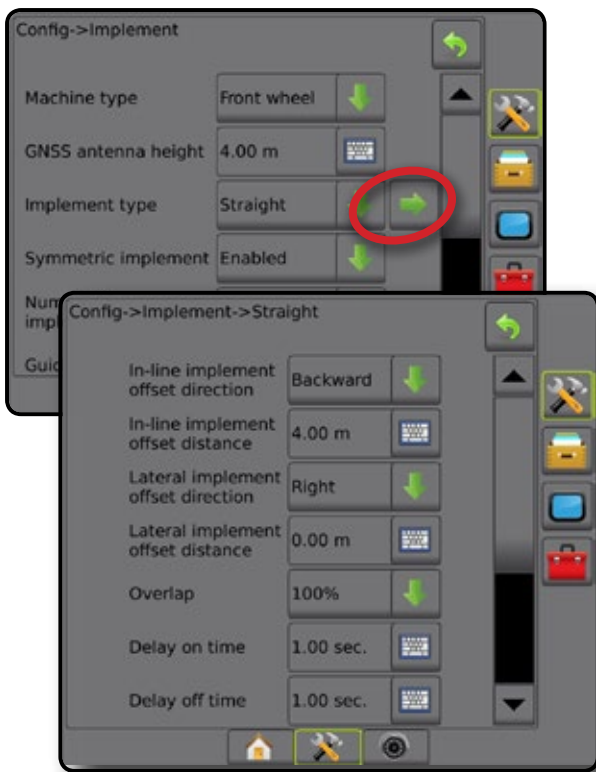 Config->Implement
Machine type Front wheel
GNSS antenna height 4.00 m
Implement type Straight
Symmetric implement Enabled
Num
impl
Guid
Config->Implement->Straight
In-line implement
offset direction
Backward
In-line implement
offset distance
4.00 m
Lateral implement
offset direction
Right
Lateral implement
offset distance
0.00 m
Overlap 100%
Delay on time 1.00 sec.
Delay off time 1.00 sec.